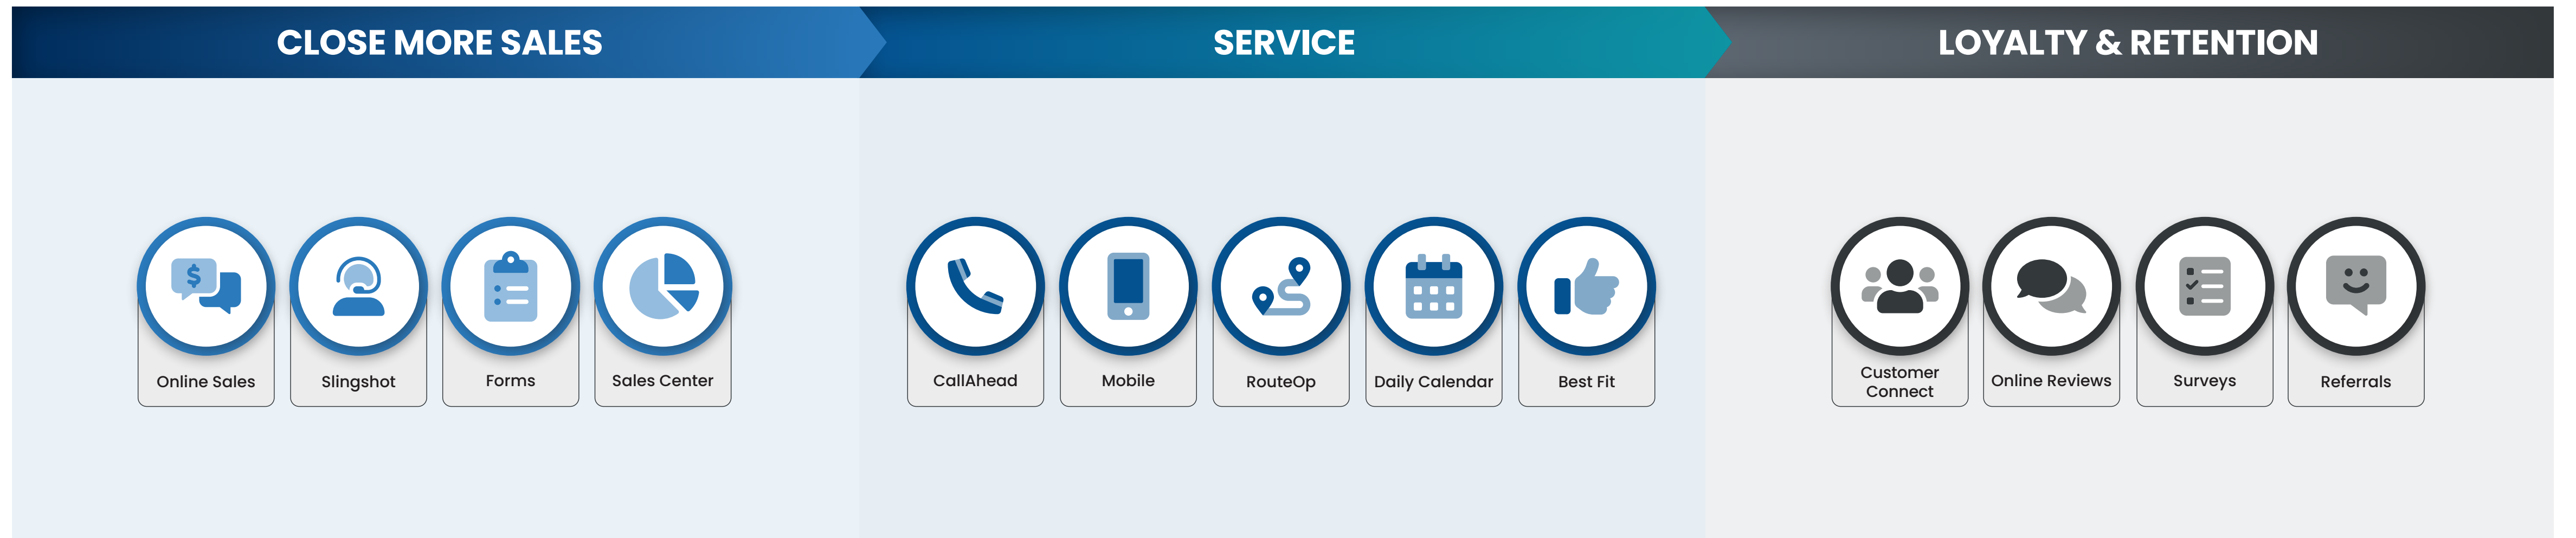 CLOSE MORE SALES
SERVICE
LOYALTY & RETENTION
$
Online Sales
Slingshot
Forms
Sales Center
CallAhead
Mobile
RouteOp
Daily Calendar
Best Fit
Customer
Connect
Online Reviews
Surveys
Referrals